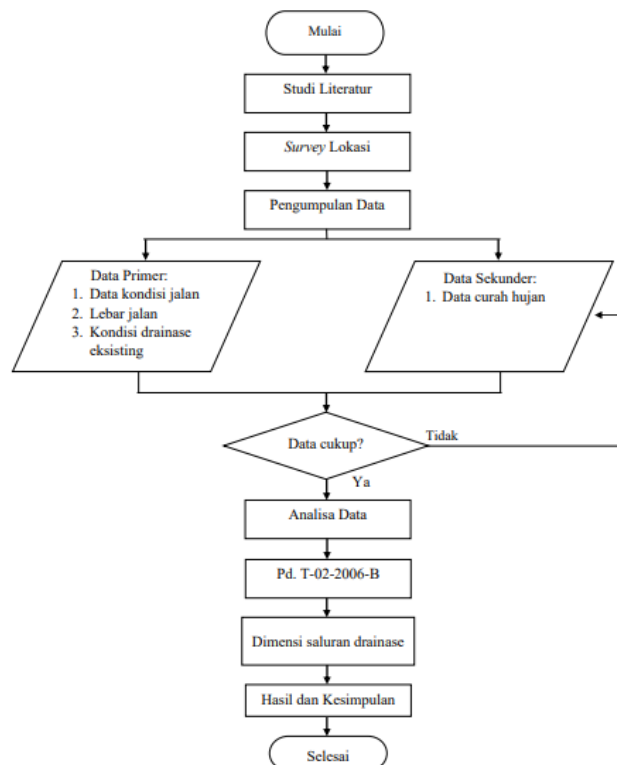 Mulai
Studi Literatur
Survey Lokasi
Pengumpulan Data
Data Primer:
1. Data kondisi jalan
2. Lebar jalan
3. Kondisi drainase
eksisting
Data Sekunder:
1. Data curah hujan
Data cukup?
Tidak
Ya
Analisa Data
Pd. T-02-2006-B
Dimensi saluran drainase
Hasil dan Kesimpulan
Selesai